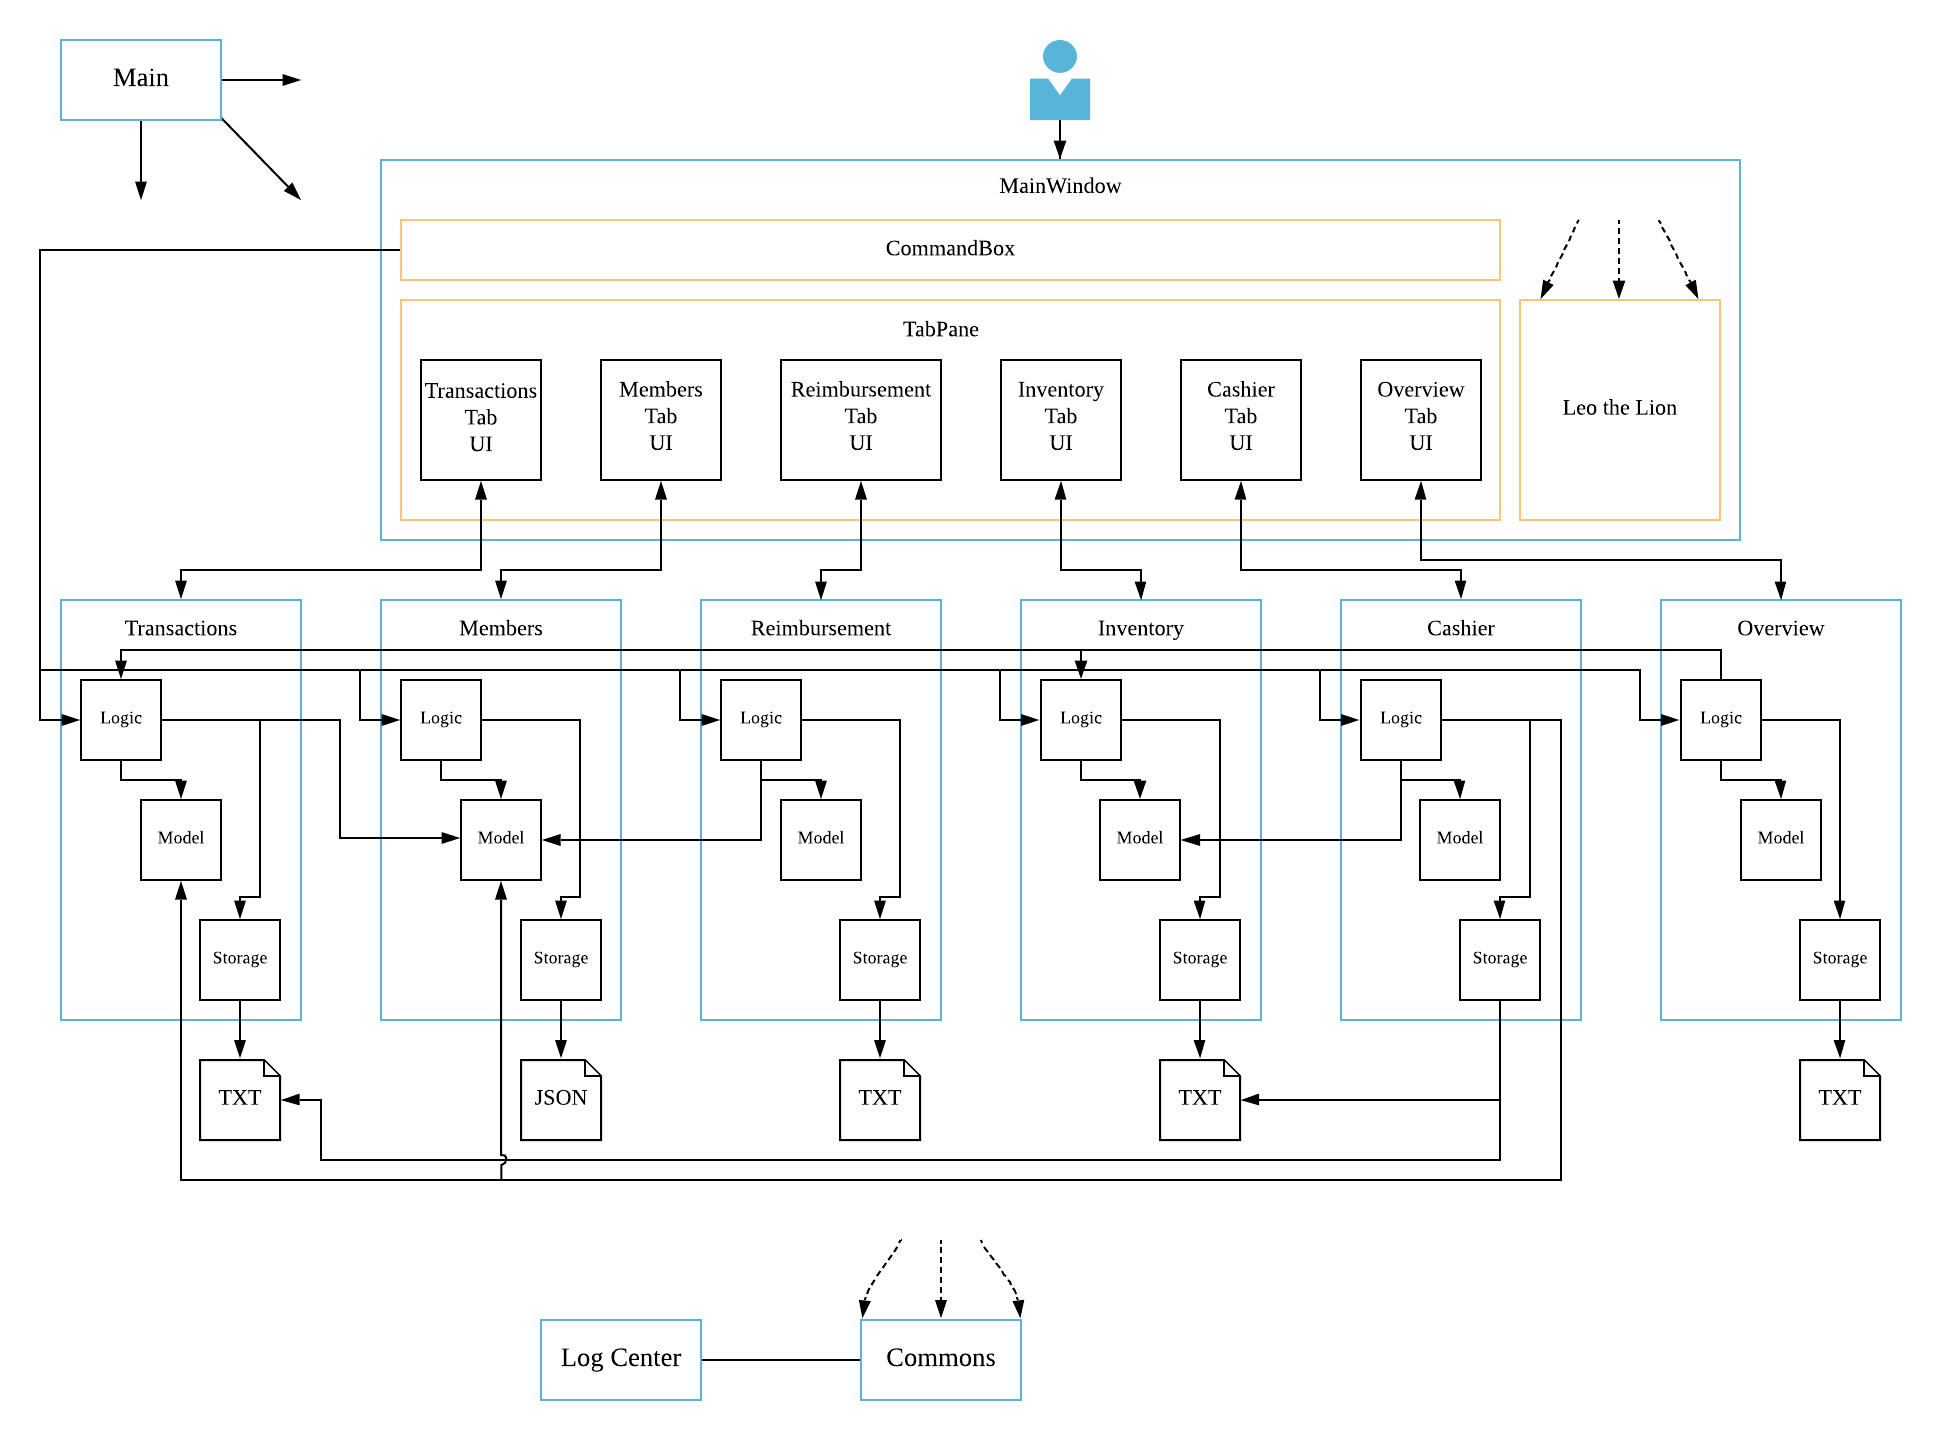 Main
MainWindow
CommandBox
TabPane
Transactions
Tab
UI
Members
Tab
UI
Reimbursement
Tab
UI
Inventory
Tab
UI
Cashier
Tab
UI
Overview
Tab
UI
Leo the Lion
Transactions
Members
Reimbursement
Inventory
Cashier
Overview
Logic
Logic
Logic
Logic
Logic
Logic
Model
Model
Model
Model
Model
Model
Storage
Storage
Storage
Storage
Storage
Storage
TXT
JSON
TXT
TXT
TXT
Log Center
Commons